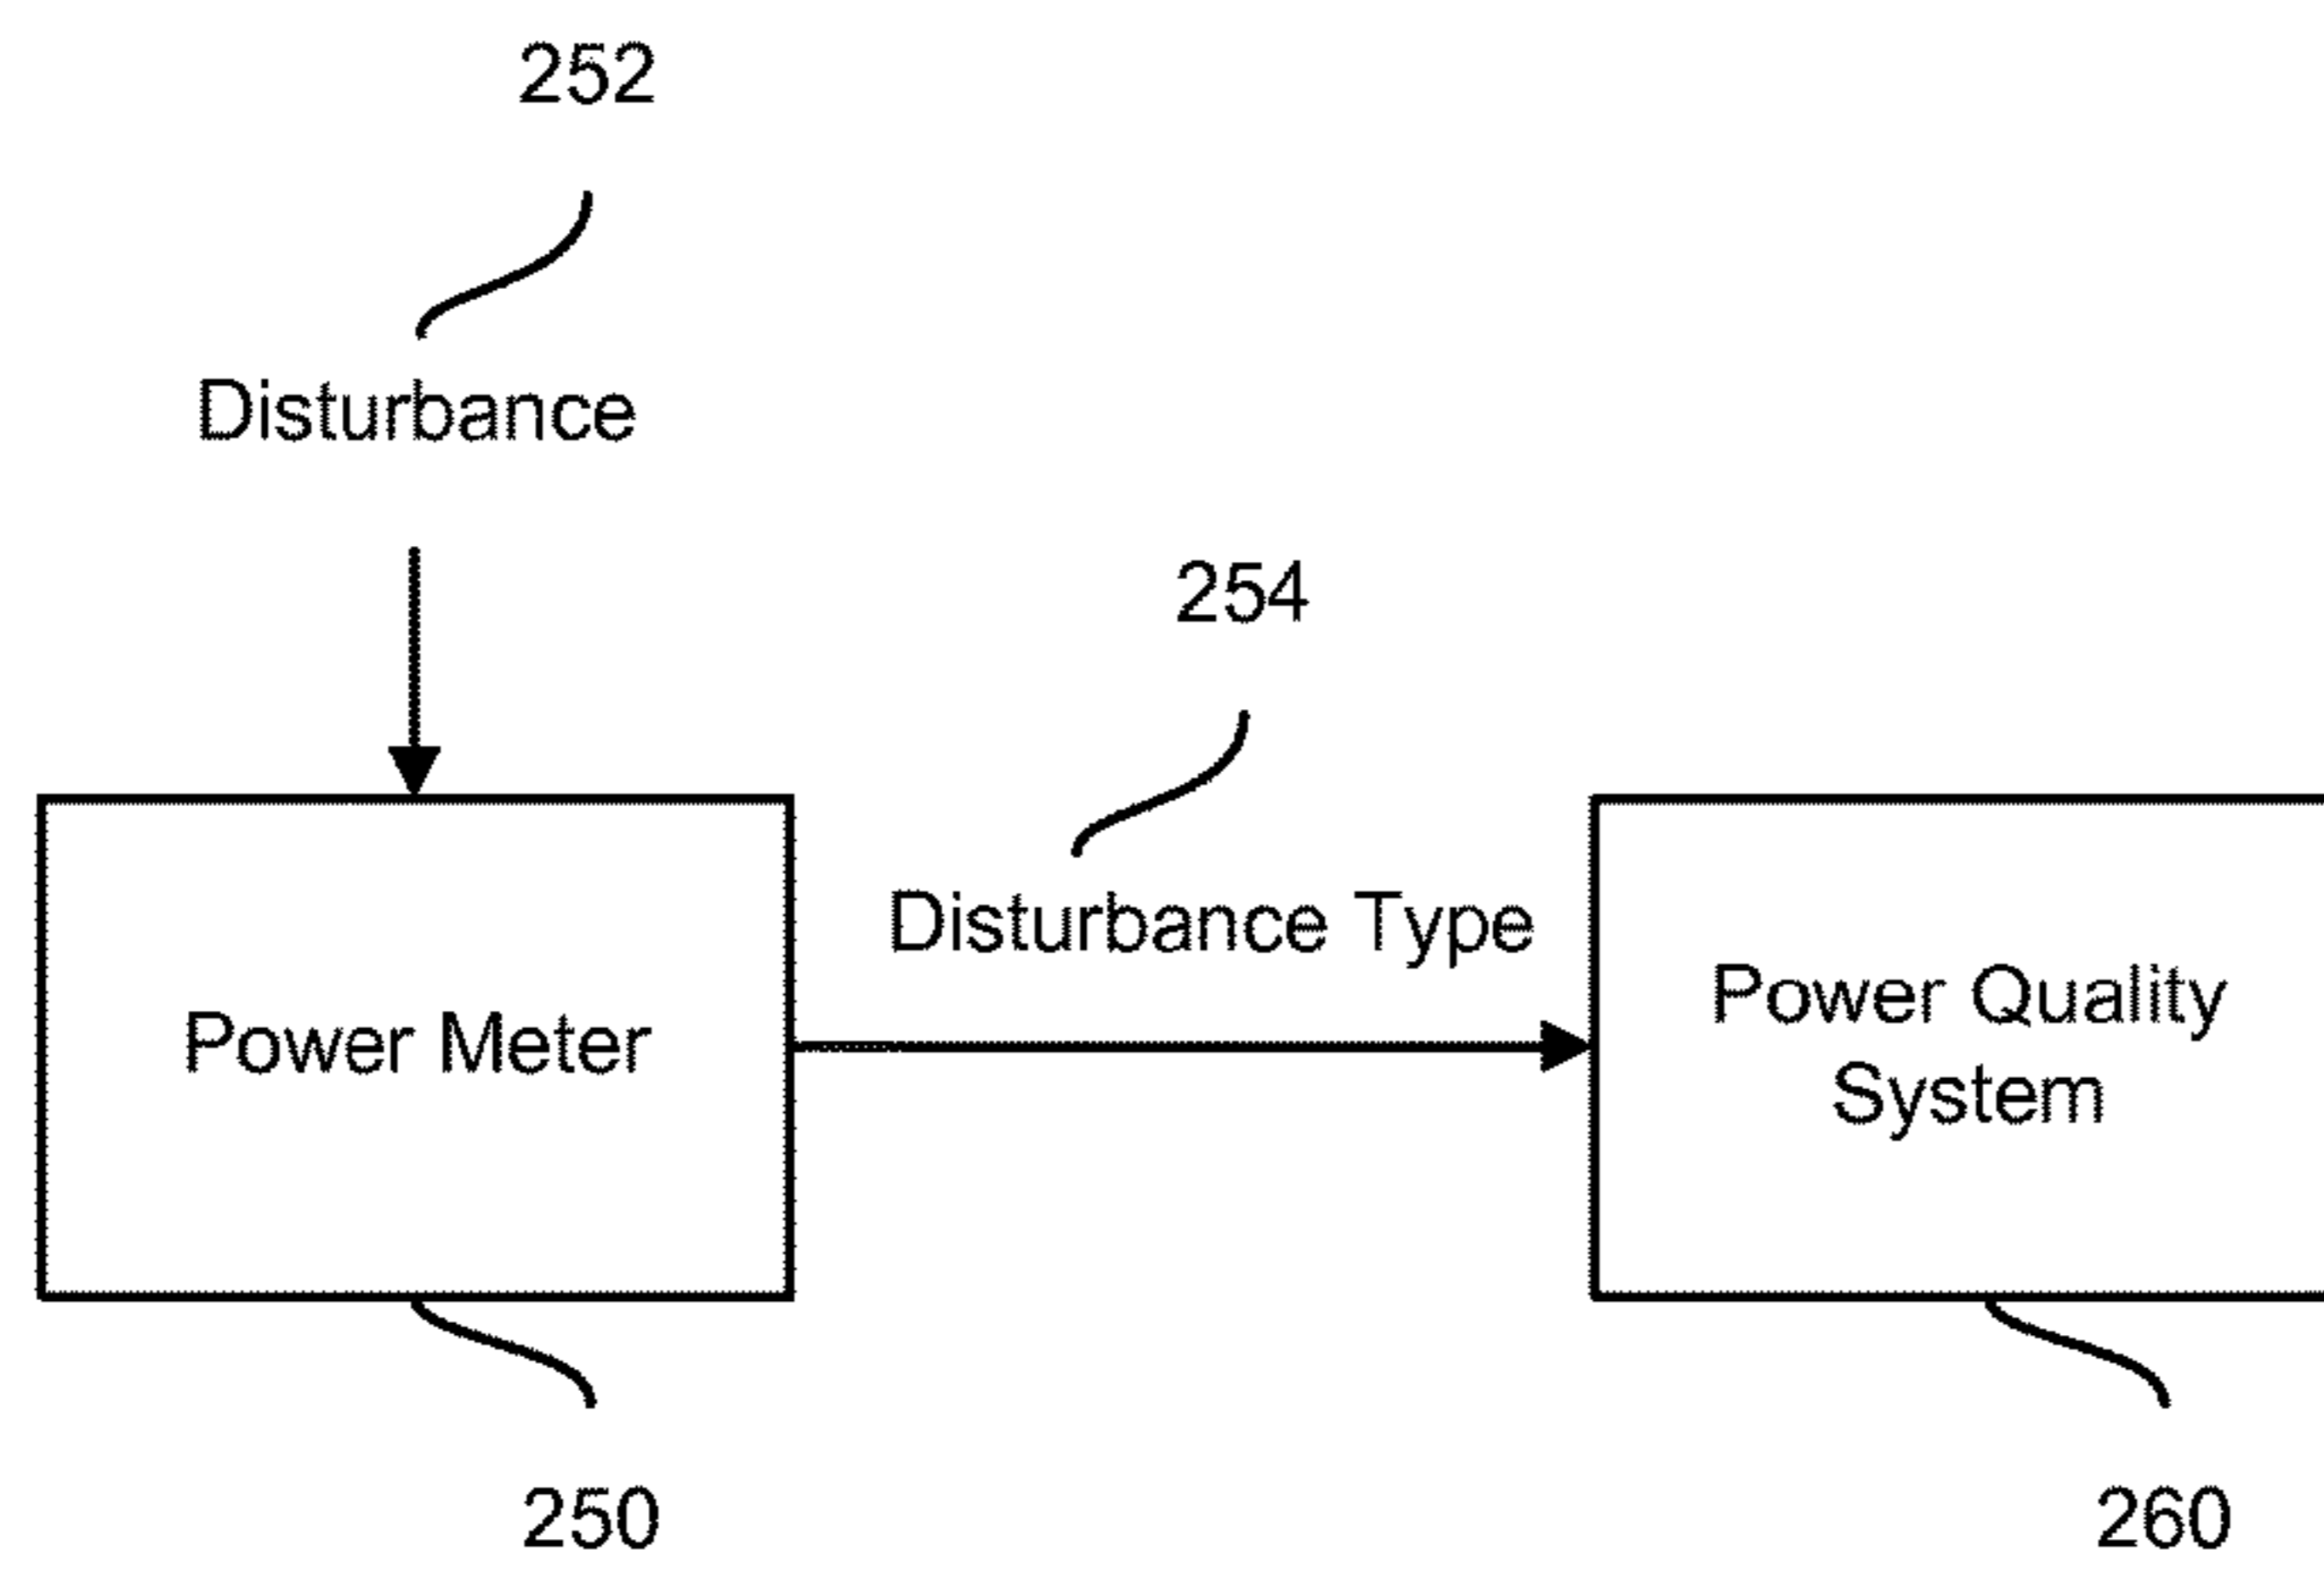 252
Disturbance
254
Disturbance Type
Power Meter
Power Quality
System
250
260